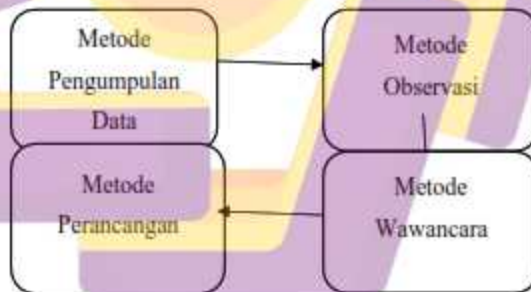 Metode
Pengumpulan
Data
Metode
Observasi
Metode
Perancangan
Metode
Wawancara